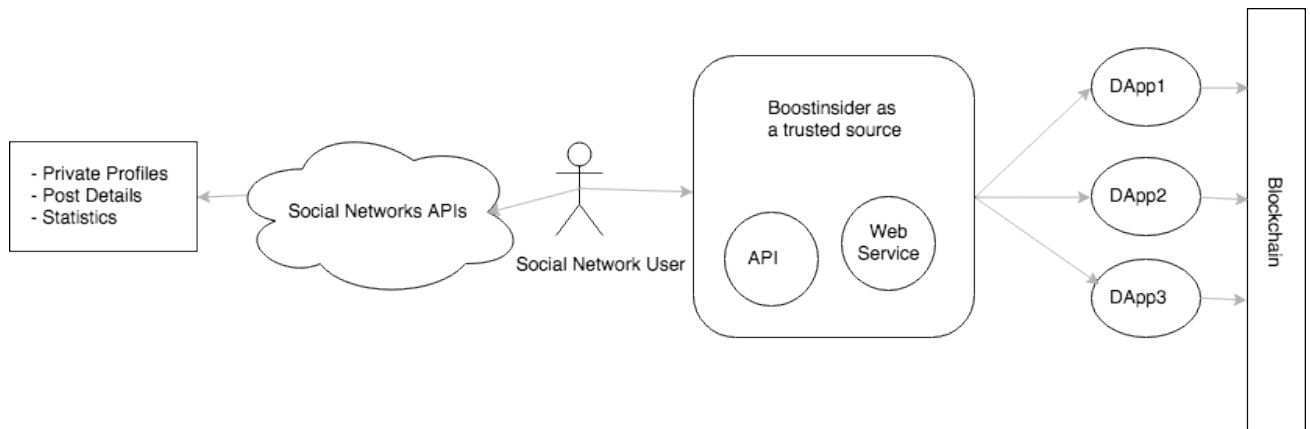 - Private Profiles
- Post Details
- Statistics
Social Networks APIs
Social Network User
Boostinsider as
a trusted source
API
Web
Service
DApp1
DApp2
DApp3
Blockchain